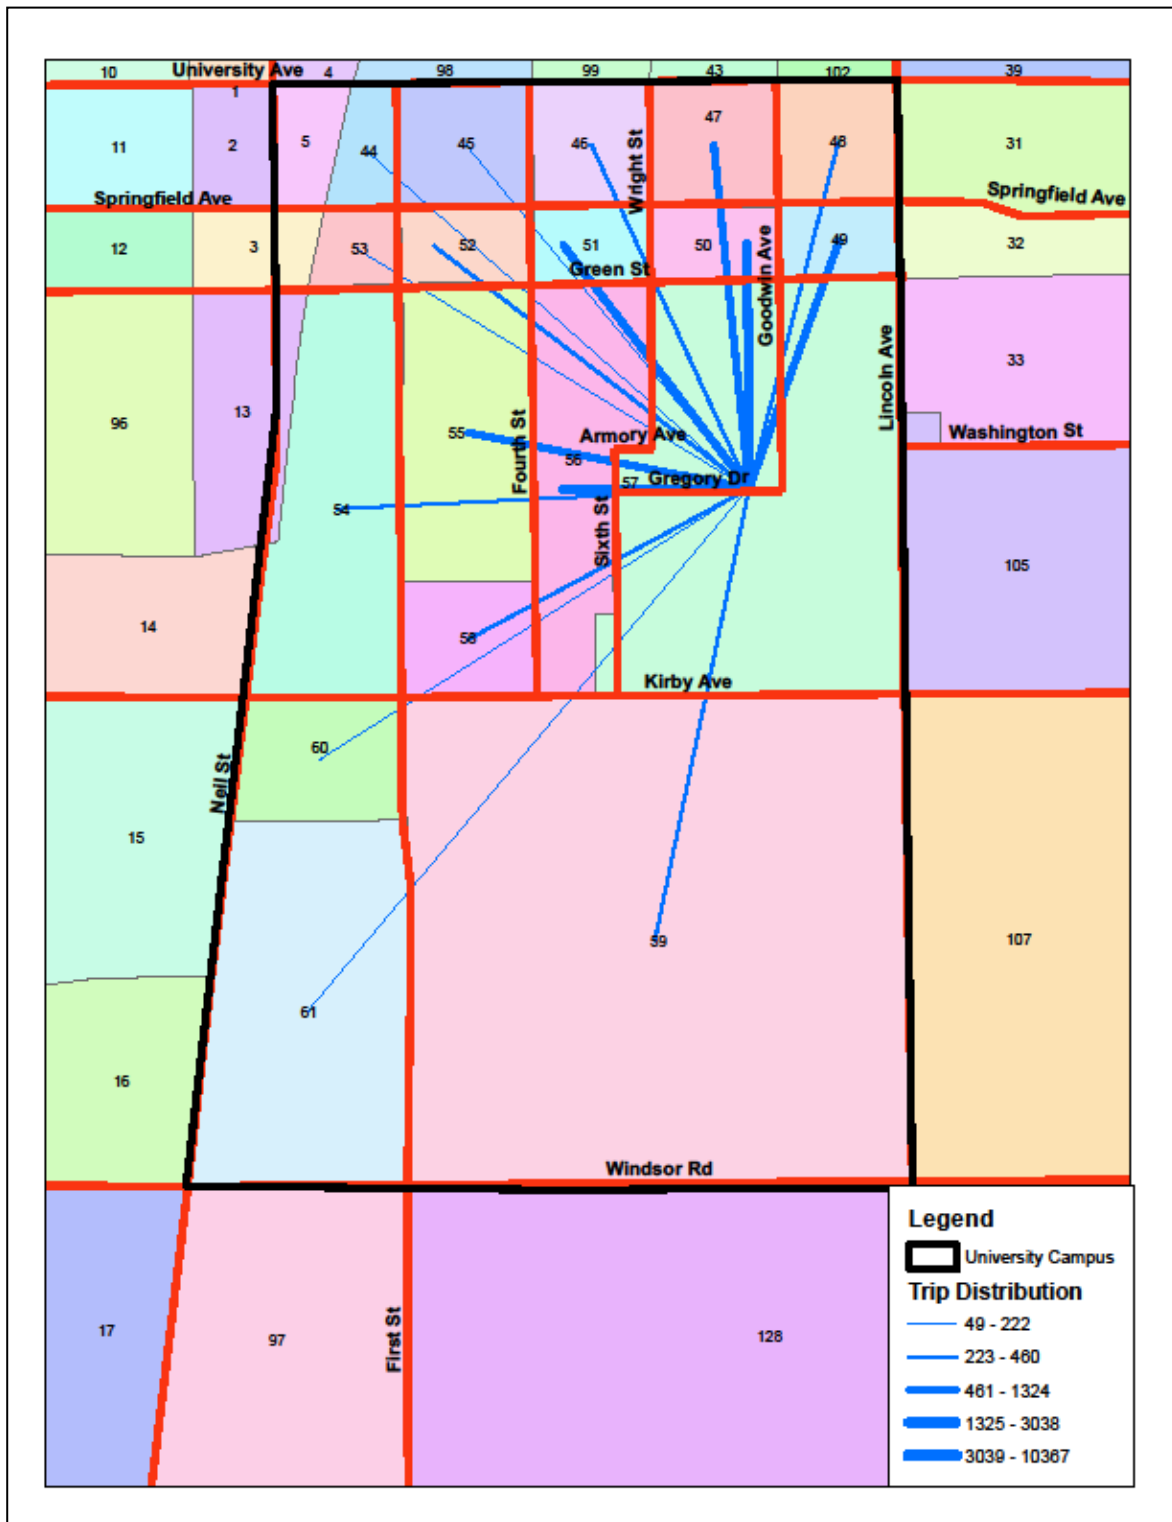 10
University Ave
4
98
99
43
102
39
1
11
2
5
44
45
46
Wright St
47
48
31
Springfield Ave
Springfield Ave
12
3
53
52
51
50
Goodwin Ave
49
32
Green St
Lincoln Ave
33
96
13
55
Fourth St
Armory Ave
56
Washington St
57
Gregory Dr
54
Sixth St
105
14
58
Kirby Ave
60
Neil St
15
59
107
61
16
Windsor Rd
17
97
First St
128
Legend
University Campus
Trip Distribution
49 - 222
223 - 460
461 - 1324
1325 - 3038
3039 - 10367